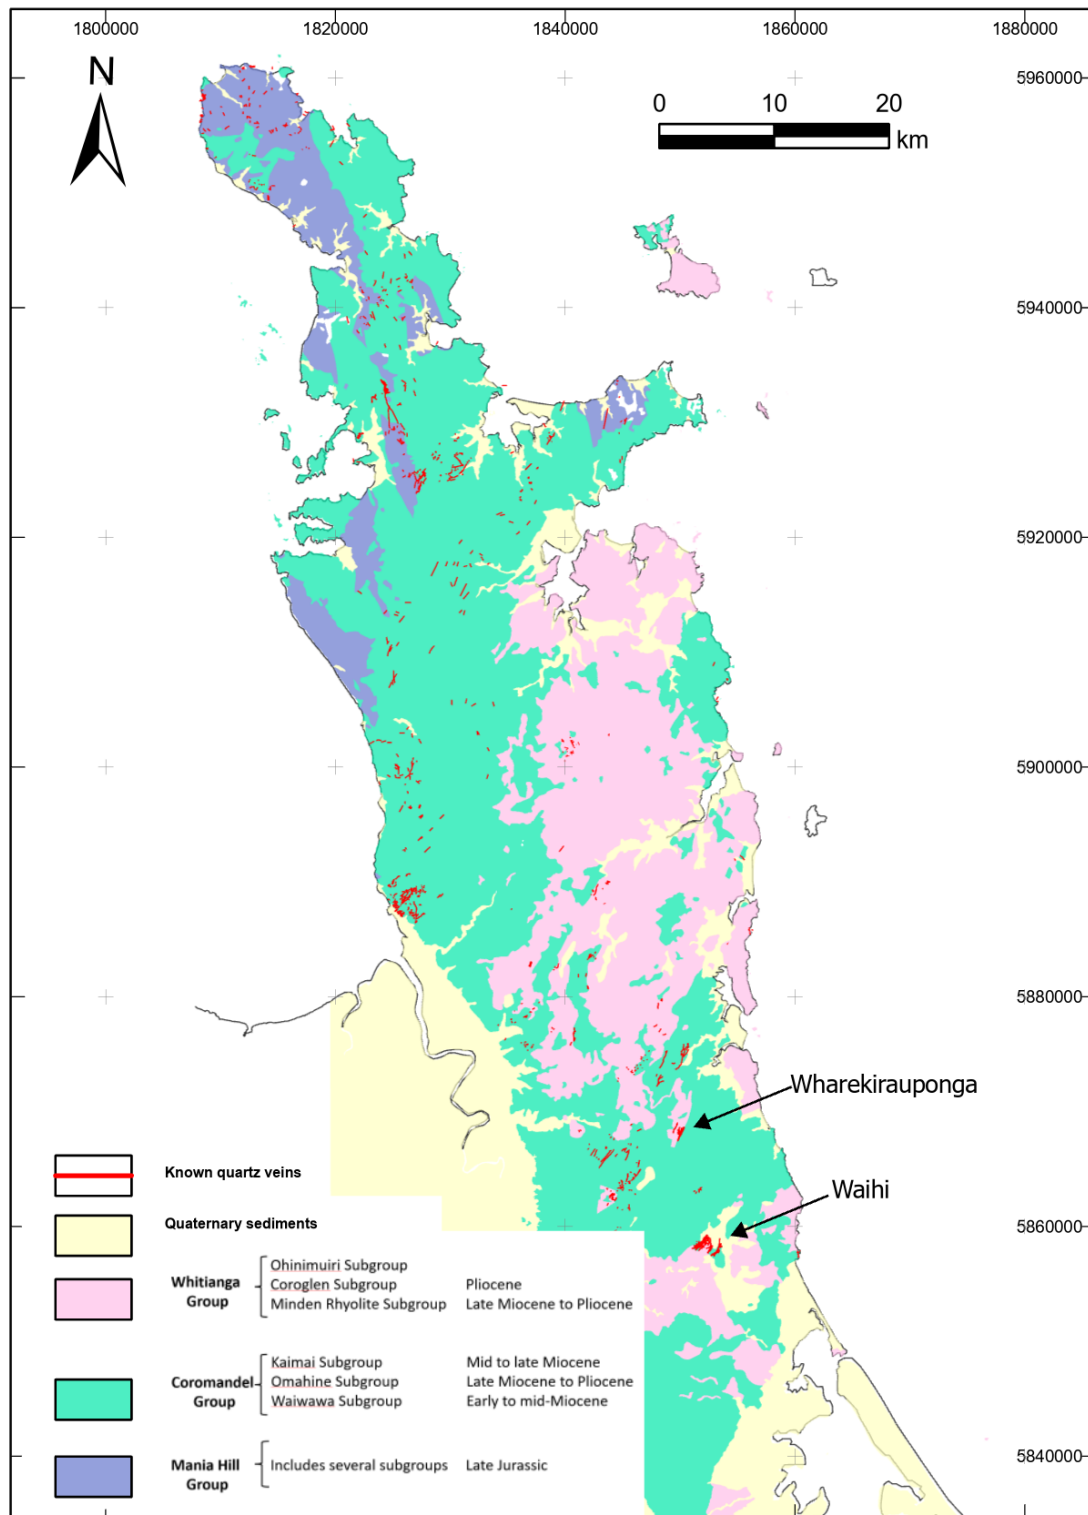 1800000 1820000 1840000 1860000 1880000
N
5960000
0 10 20
km
5940000
5920000
5900000
5880000
Wharekirauponga
Waihi
5860000
5840000
Known quartz veins
Quaternary sediments
Whitianga
Group
Ohinimuiri Subgroup
Coroglen Subgroup Pliocene
Minden Rhyolite Subgroup Late Miocene to Pliocene
Coromandel
Group
Kaimai Subgroup Mid to late Miocene
Omahine Subgroup Late Miocene to Pliocene
Waiwawa Subgroup Early to mid-Miocene
Mania Hill
Group
Includes several subgroups Late Jurassic